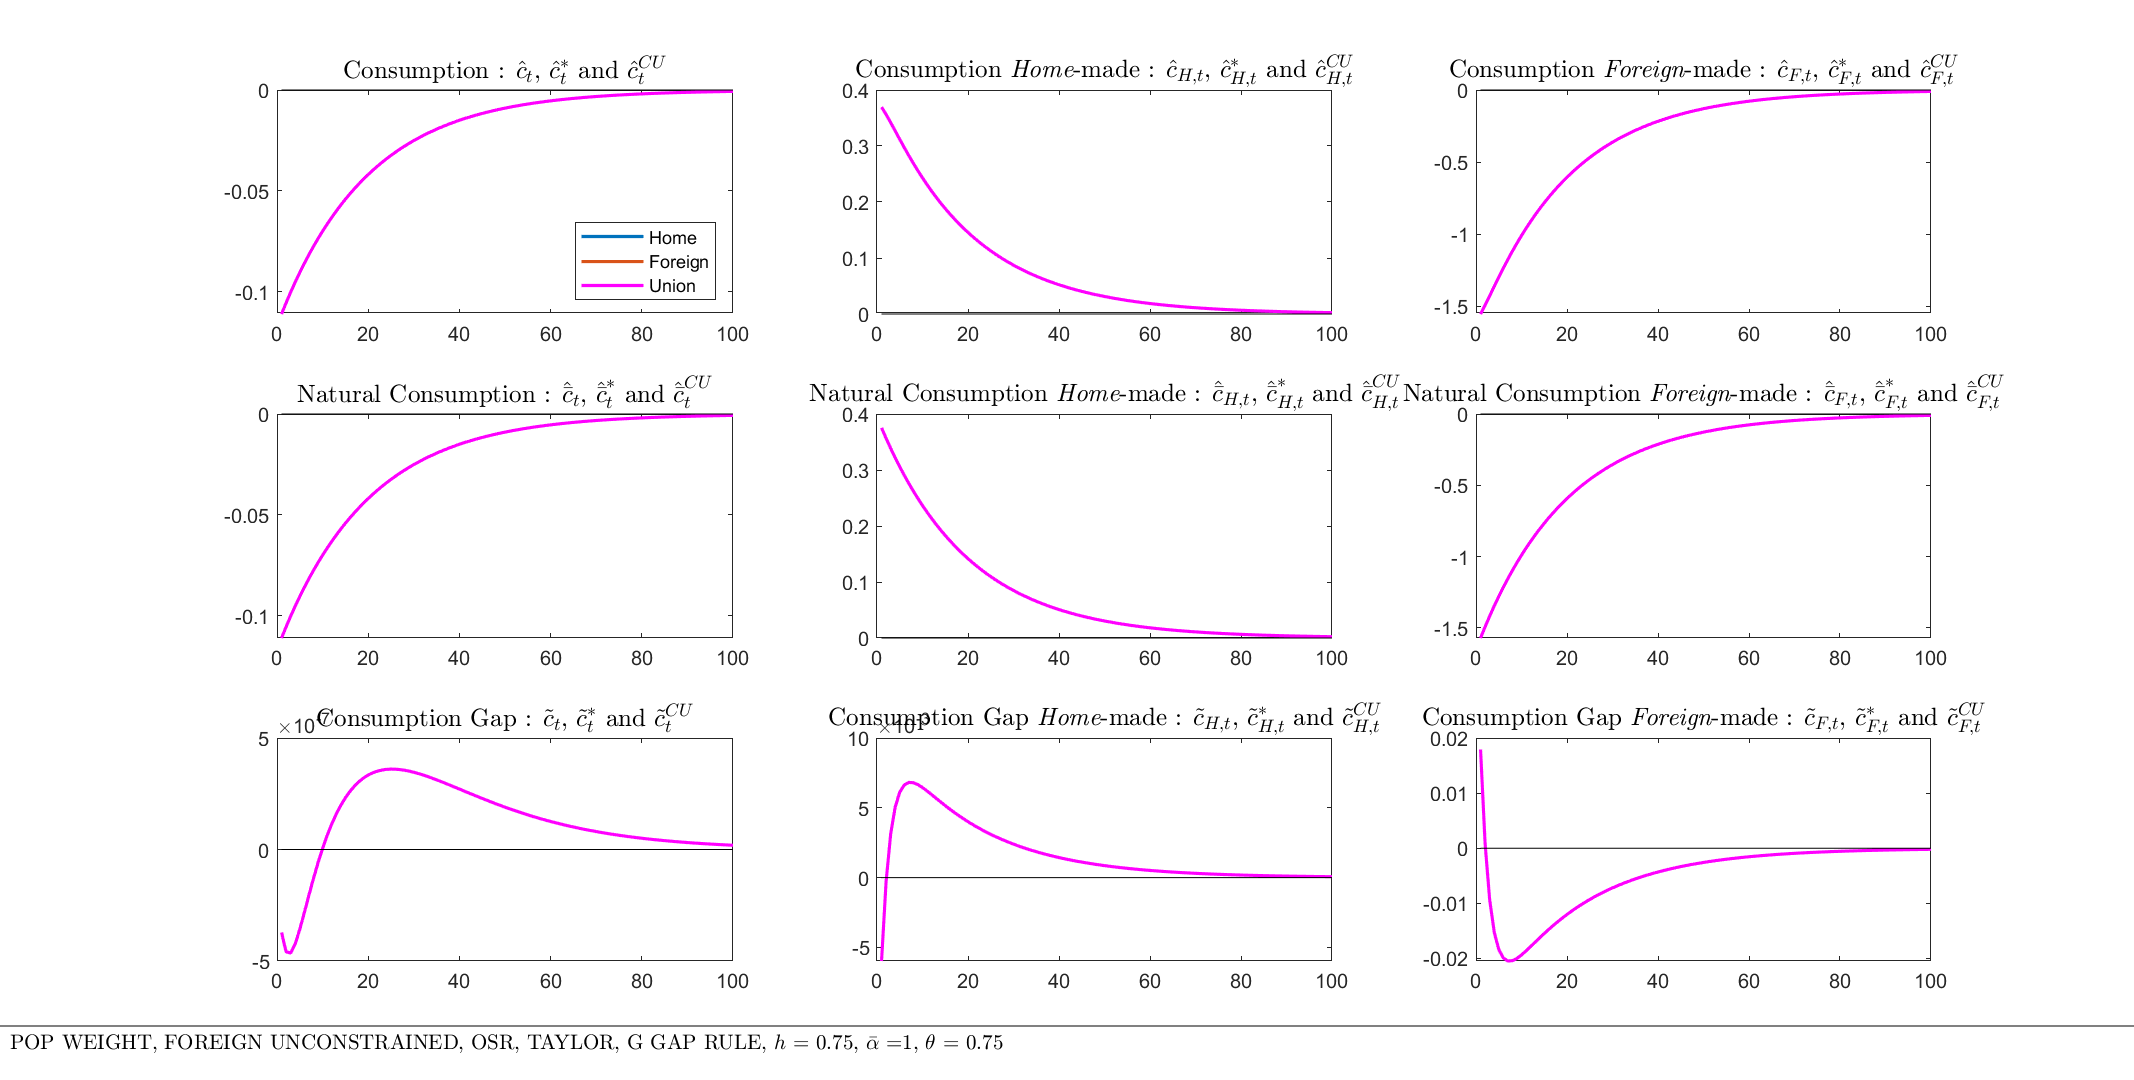 Consumption : ĉ_t, ĉ*_t and ĉ^CU_t
0
-0.05
-0.1
0 20 40 60 80 100
Home
Foreign
Union
Consumption Home-made : ĉ_H,t, ĉ*_H,t and ĉ^CU_H,t
0.4
0.3
0.2
0.1
0
0 20 40 60 80 100
Consumption Foreign-made : ĉ_F,t, ĉ*_F,t and ĉ^CU_F,t
0
-0.5
-1
-1.5
0 20 40 60 80 100
Natural Consumption : ĉ̄_t, ĉ̄*_t and ĉ̄^CU_t
0
-0.05
-0.1
0 20 40 60 80 100
Natural Consumption Home-made : ĉ̄_H,t, ĉ̄*_H,t and ĉ̄^CU_H,t
0.4
0.3
0.2
0.1
0
0 20 40 60 80 100
Natural Consumption Foreign-made : ĉ̄_F,t, ĉ̄*_F,t and ĉ̄^CU_F,t
0
-0.5
-1
-1.5
0 20 40 60 80 100
Consumption Gap : c̃_t, c̃*_t and c̃^CU_t
5
0
-5
0 20 40 60 80 100
Consumption Gap Home-made : c̃_H,t, c̃*_H,t and c̃^CU_H,t
10
5
0
-5
0 20 40 60 80 100
Consumption Gap Foreign-made : c̃_F,t, c̃*_F,t and c̃^CU_F,t
0.02
0.01
0
-0.01
-0.02
0 20 40 60 80 100
POP WEIGHT, FOREIGN UNCONSTRAINED, OSR, TAYLOR, G GAP RULE, h = 0.75, ᾱ =1, θ = 0.75